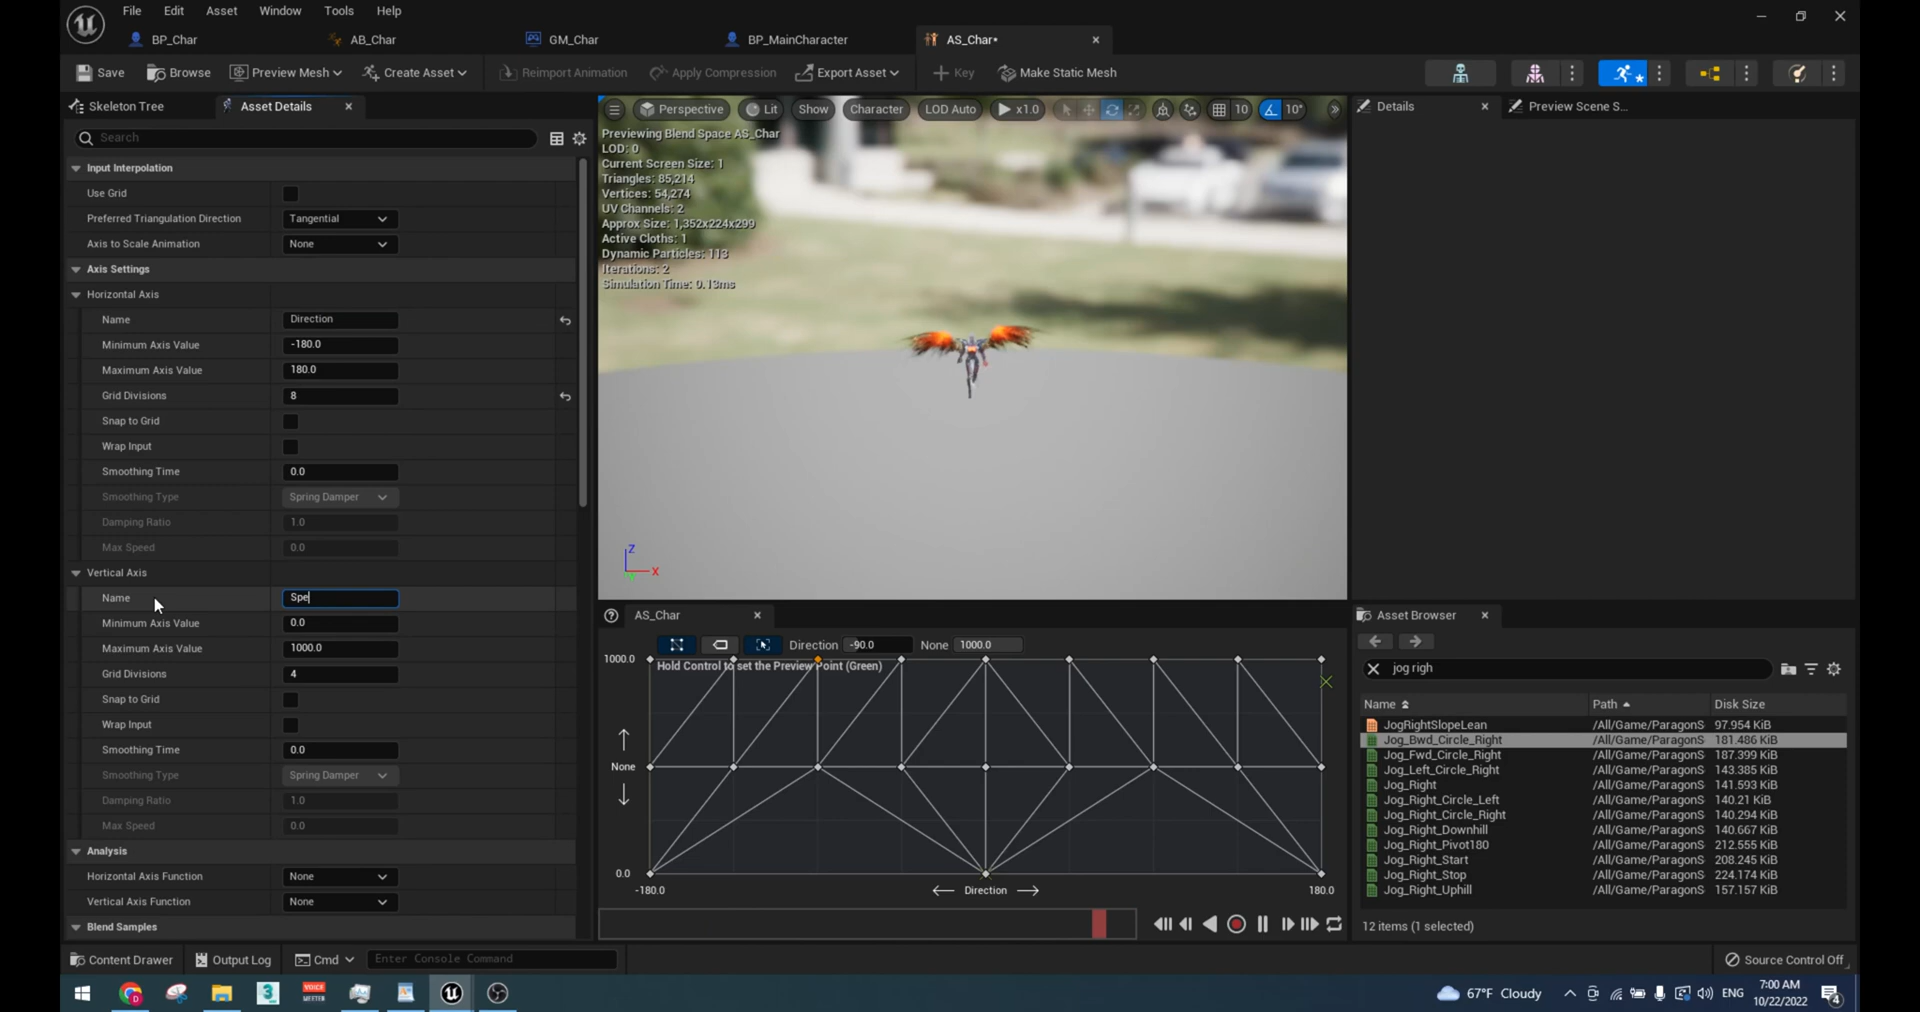 File Edit Asset Window Tools Help
BP_Char AB_Char GM_Char BP_MainCharacter AS_Char•
Save Browse Preview Mesh Create Asset Reimport Animation Apply Compression Export Asset Key Make Static Mesh
Skeleton Tree Asset Details
Search
Input Interpolation
Use Grid
Preferred Triangulation Direction Tangential
Axis to Scale Animation None
Axis Settings
Horizontal Axis
Name Direction
Minimum Axis Value -180.0
Maximum Axis Value 180.0
Grid Divisions 8
Snap to Grid
Wrap Input
Smoothing Time 0.0
Smoothing Type Spring Damper
Damping Ratio 1.0
Max Speed 0.0
Vertical Axis
Name Spe
Minimum Axis Value 0.0
Maximum Axis Value 1000.0
Grid Divisions 4
Snap to Grid
Wrap Input
Smoothing Time 0.0
Smoothing Type Spring Damper
Damping Ratio 1.0
Max Speed 0.0
Analysis
Horizontal Axis Function None
Vertical Axis Function None
Blend Samples
Perspective Lit Show Character LOD Auto x1.0 10 10°
Previewing Blend Space AS_Char
LOD: 0
Current Screen Size: 1
Triangles: 85,214
Vertices: 54,274
UV Channels: 2
Approx Size: 1,352x224x299
Active Cloths: 1
Dynamic Particles: 113
Iterations: 2
Simulation Time: 0.13ms
Z
X
AS_Char
Direction -90.0 None 1000.0
1000.0
Hold Control to set the Preview Point (Green)
None
0.0
-180.0 Direction 180.0
Details Preview Scene S...
Asset Browser
jog righ
Name Path Disk Size
JogRightSlopeLean /All/Game/ParagonS 97.954 KiB
Jog_Bwd_Circle_Right /All/Game/ParagonS 181.486 KiB
Jog_Fwd_Circle_Right /All/Game/ParagonS 187.399 KiB
Jog_Left_Circle_Right /All/Game/ParagonS 143.385 KiB
Jog_Right /All/Game/ParagonS 141.593 KiB
Jog_Right_Circle_Left /All/Game/ParagonS 140.21 KiB
Jog_Right_Circle_Right /All/Game/ParagonS 140.294 KiB
Jog_Right_Downhill /All/Game/ParagonS 140.667 KiB
Jog_Right_Pivot180 /All/Game/ParagonS 212.555 KiB
Jog_Right_Start /All/Game/ParagonS 208.245 KiB
Jog_Right_Stop /All/Game/ParagonS 224.174 KiB
Jog_Right_Uphill /All/Game/ParagonS 157.157 KiB
12 items (1 selected)
Content Drawer Output Log Cmd Enter Console Command Source Control Off
67°F Cloudy ENG 7:00 AM
10/22/2022 4